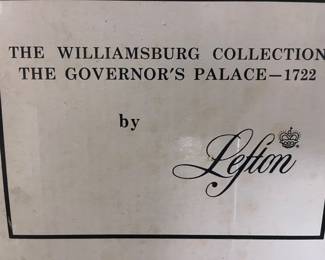 THE WILLIAMSBURG COLLECTION
THE GOVERNOR'S PALACE—1722
by
Lefton